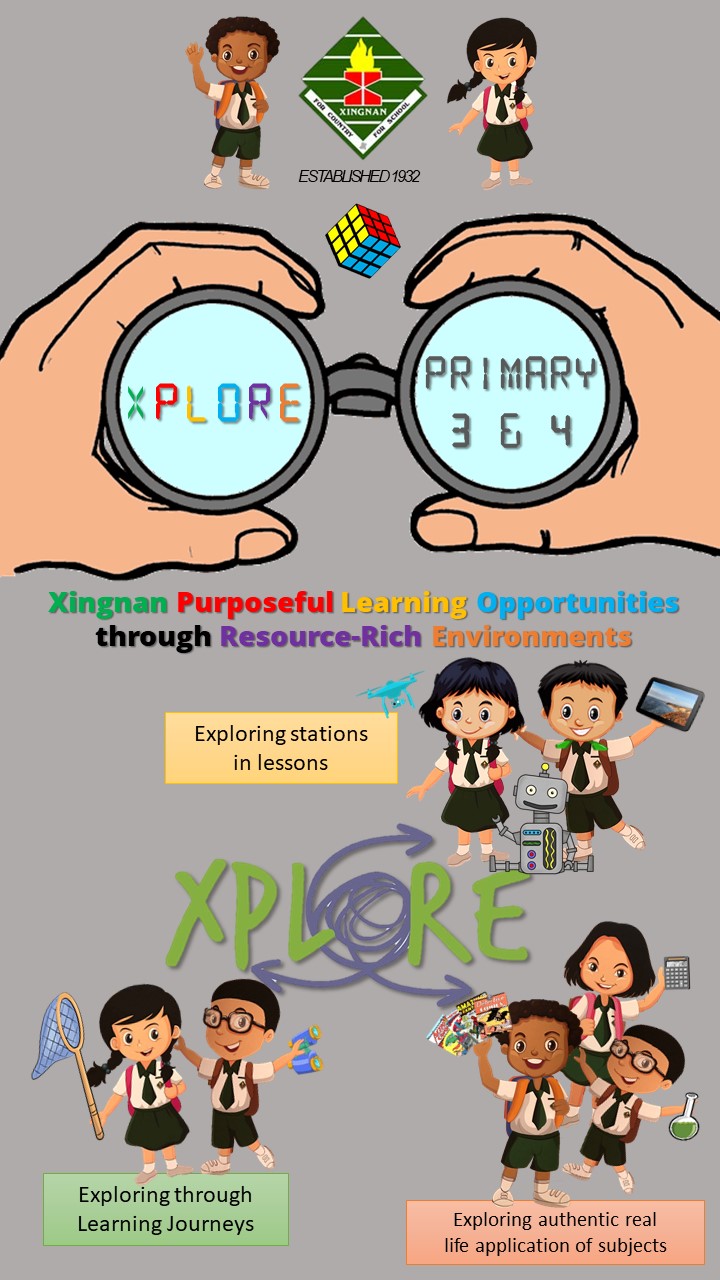 XINGNAN
FOR COUNTRY
FOR SCHOOL
ESTABLISHED 1932
XPLORE
PRIMARY
3 & 4
Xingnan Purposeful Learning Opportunities
through Resource-Rich Environments
Exploring stations
in lessons
XPLORE
AMAZING
Exploring through
Learning Journeys
Exploring authentic real
life application of subjects